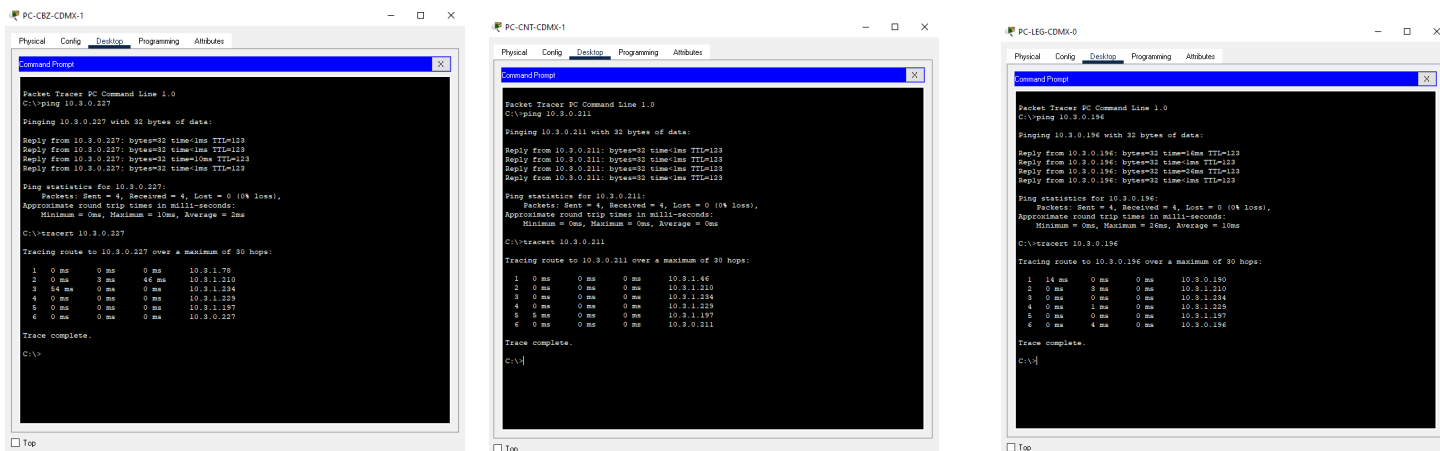 PC-CBZ-CDMX-1
Physical Config Desktop Programming Attributes
Command Prompt X
Packet Tracer PC Command Line 1.0
C:\>ping 10.3.0.227
Pinging 10.3.0.227 with 32 bytes of data:
Reply from 10.3.0.227: bytes=32 time<1ms TTL=123
Reply from 10.3.0.227: bytes=32 time<1ms TTL=123
Reply from 10.3.0.227: bytes=32 time=10ms TTL=123
Reply from 10.3.0.227: bytes=32 time<1ms TTL=123
Ping statistics for 10.3.0.227:
Packets: Sent = 4, Received = 4, Lost = 0 (0% loss),
Approximate round trip times in milli-seconds:
Minimum = 0ms, Maximum = 10ms, Average = 2ms
C:\>tracert 10.3.0.227
Tracing route to 10.3.0.227 over a maximum of 30 hops:
1 0 ms 0 ms 0 ms 10.3.1.78
2 0 ms 3 ms 46 ms 10.3.1.210
3 54 ms 0 ms 0 ms 10.3.1.234
4 0 ms 0 ms 0 ms 10.3.1.229
5 0 ms 0 ms 0 ms 10.3.1.197
6 0 ms 0 ms 0 ms 10.3.0.227
Trace complete.
C:\>
Top
PC-CNT-CDMX-1
Physical Config Desktop Programming Attributes
Command Prompt X
Packet Tracer PC Command Line 1.0
C:\>ping 10.3.0.211
Pinging 10.3.0.211 with 32 bytes of data:
Reply from 10.3.0.211: bytes=32 time<1ms TTL=123
Reply from 10.3.0.211: bytes=32 time<1ms TTL=123
Reply from 10.3.0.211: bytes=32 time<1ms TTL=123
Reply from 10.3.0.211: bytes=32 time<1ms TTL=123
Ping statistics for 10.3.0.211:
Packets: Sent = 4, Received = 4, Lost = 0 (0% loss),
Approximate round trip times in milli-seconds:
Minimum = 0ms, Maximum = 0ms, Average = 0ms
C:\>tracert 10.3.0.211
Tracing route to 10.3.0.211 over a maximum of 30 hops:
1 0 ms 0 ms 0 ms 10.3.1.46
2 0 ms 0 ms 0 ms 10.3.1.210
3 0 ms 0 ms 0 ms 10.3.1.234
4 0 ms 0 ms 0 ms 10.3.1.229
5 5 ms 0 ms 0 ms 10.3.1.197
6 0 ms 0 ms 0 ms 10.3.0.211
Trace complete.
C:\>
Top
PC-LEG-CDMX-0
Physical Config Desktop Programming Attributes
Command Prompt X
Packet Tracer PC Command Line 1.0
C:\>ping 10.3.0.196
Pinging 10.3.0.196 with 32 bytes of data:
Reply from 10.3.0.196: bytes=32 time=14ms TTL=123
Reply from 10.3.0.196: bytes=32 time<1ms TTL=123
Reply from 10.3.0.196: bytes=32 time=26ms TTL=123
Reply from 10.3.0.196: bytes=32 time<1ms TTL=123
Ping statistics for 10.3.0.196:
Packets: Sent = 4, Received = 4, Lost = 0 (0% loss),
Approximate round trip times in milli-seconds:
Minimum = 0ms, Maximum = 26ms, Average = 10ms
C:\>tracert 10.3.0.196
Tracing route to 10.3.0.196 over a maximum of 30 hops:
1 14 ms 0 ms 0 ms 10.3.0.190
2 0 ms 3 ms 0 ms 10.3.1.210
3 0 ms 0 ms 0 ms 10.3.1.234
4 0 ms 1 ms 0 ms 10.3.1.229
5 0 ms 0 ms 0 ms 10.3.1.197
6 0 ms 4 ms 0 ms 10.3.0.196
Trace complete.
C:\>
Top